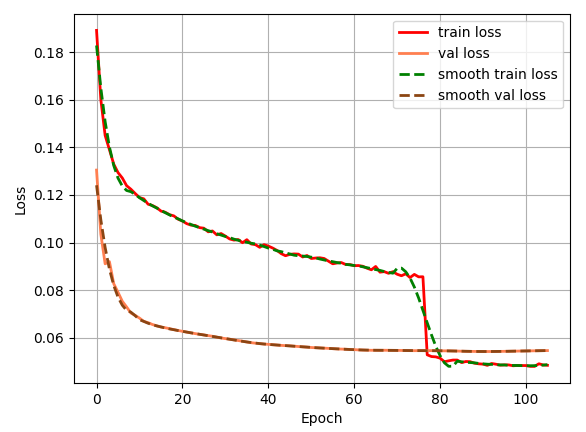 train loss
val loss
smooth train loss
smooth val loss
0.18
0.16
0.14
0.12
0.10
0.08
0.06
Loss
0
20
40
60
80
100
Epoch